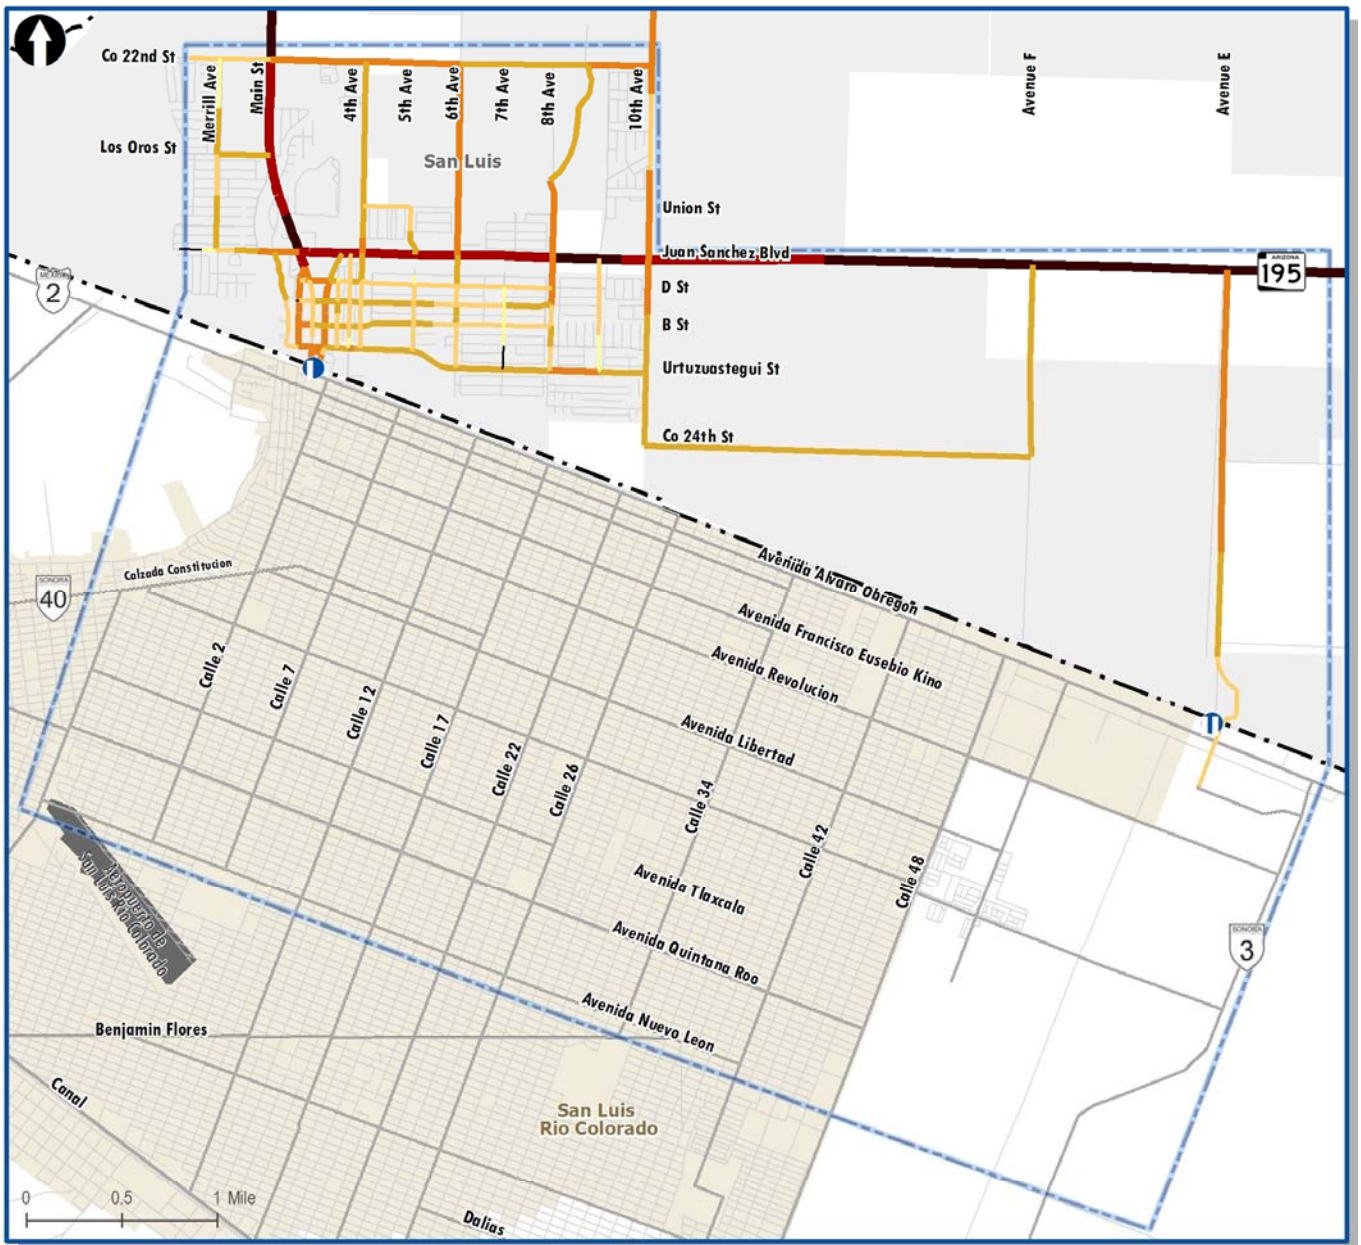 Co 22nd St
Merrill Ave
Main St
4th Ave
5th Ave
6th Ave
7th Ave
8th Ave
10th Ave
Avenue F
Avenue E
Los Oros St
San Luis
Union St
Juan Sanchez Blvd
ARIZONA
195
MEXICO
2
D St
B St
Urtuzuastegui St
Co 24th St
I
II
Calzada Constitucion
SONORA
40
Avenida Alvaro Obregon
Avenida Francisco Eusebio Kino
Avenida Revolucion
Avenida Libertad
Calle 2
Calle 7
Calle 12
Calle 17
Calle 22
Calle 26
Calle 34
Calle 42
Calle 48
Avenida Tlaxcala
Avenida Quintana Roo
Avenida Nuevo Leon
Aeropuerto de
San Luis Rio Colorado
SONORA
3
Benjamin Flores
Canal
San Luis
Rio Colorado
0 0.5 1 Mile
Dalias